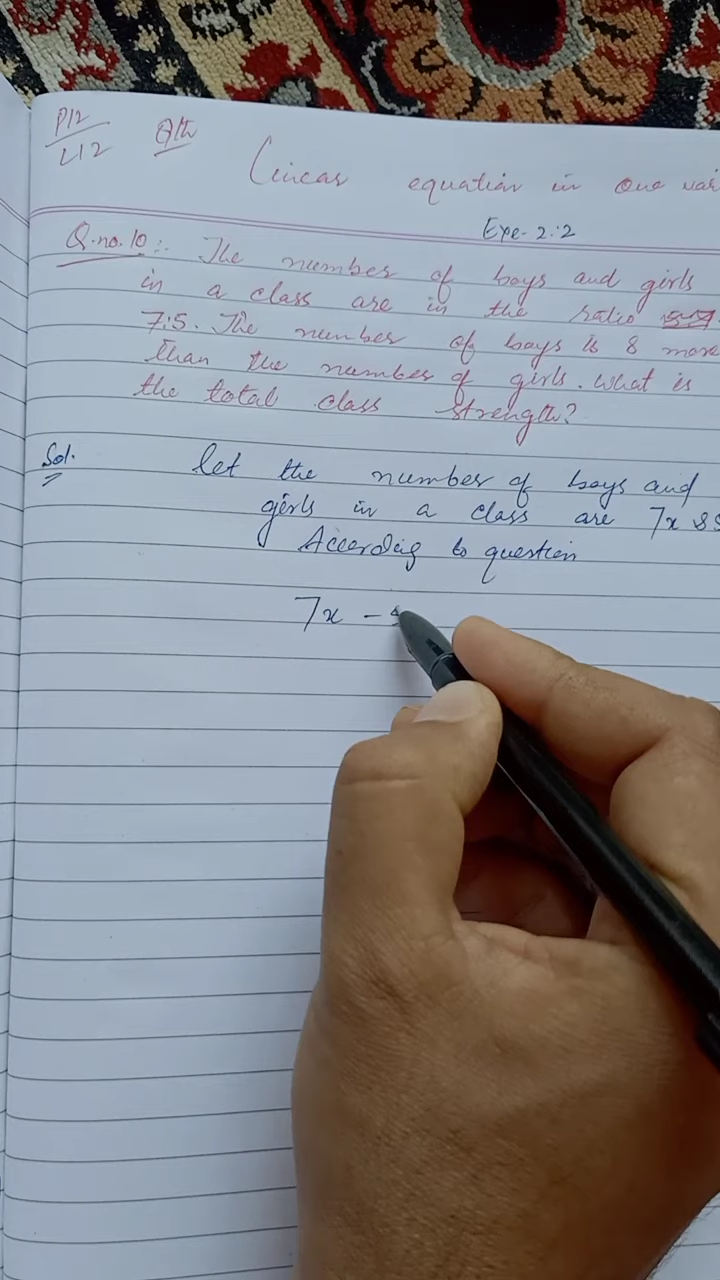 P12
L12
8th
Linear equation in one var
Exe- 2:2
Q.no.10:- The number of boys and girls
in a class are in the ratio
7:5. The number of boys is 8 more
than the number of girls. What is
the total class strength?
Sol. let the number of boys and
girls in a class are 7x &5
According to question
7x -